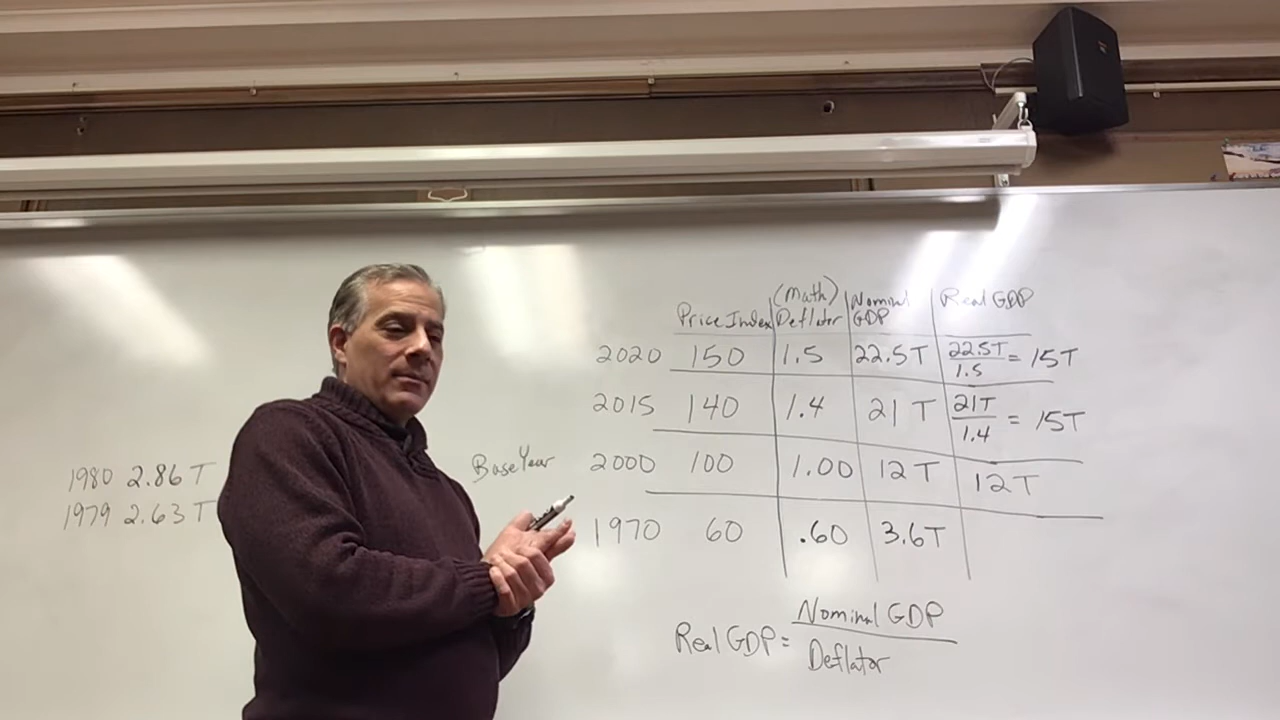 (Math)
Price Index Deflator Nominal GDP Real GDP
2020 150 1.5 22.5T 22.5T/1.5 = 15T
2015 140 1.4 21 T 21T/1.4 = 15T
Base Year 2000 100 1.00 12 T 12T
1970 60 .60 3.6T
1980 2.86 T
1979 2.63 T
Real GDP = Nominal GDP
Deflator